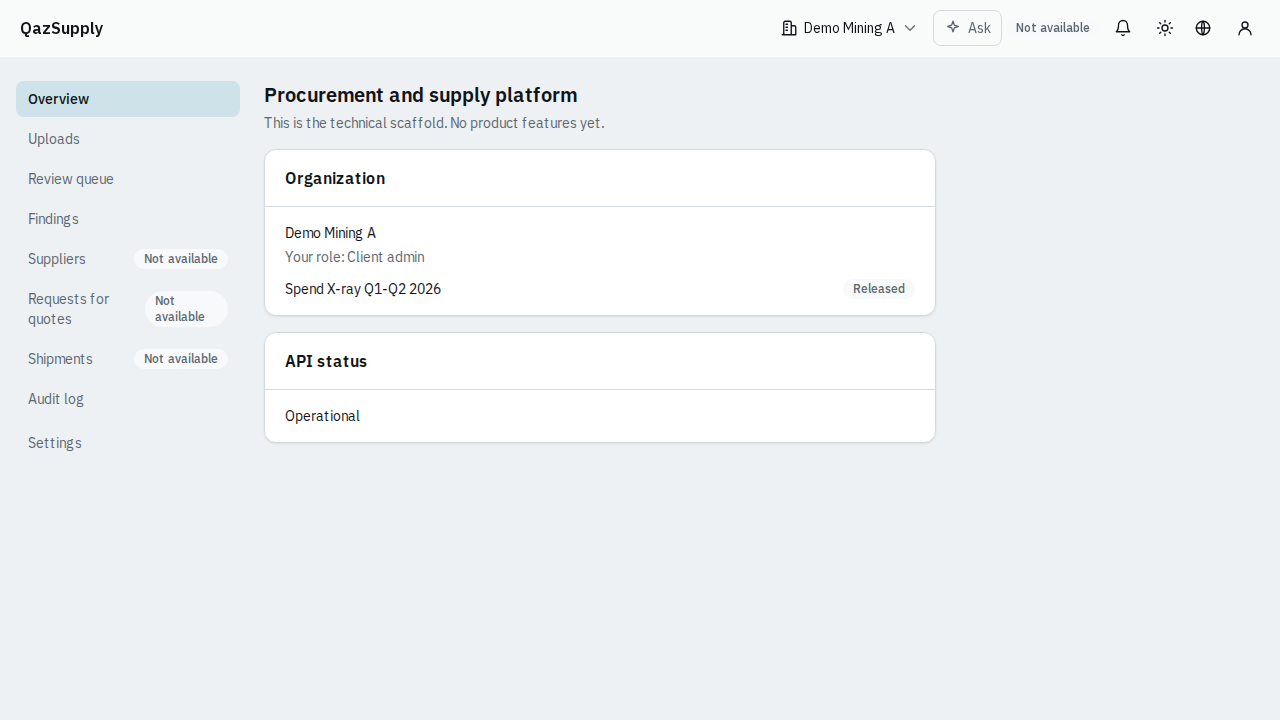 QazSupply
Demo Mining A
Ask
Not available
Overview
Uploads
Review queue
Findings
Suppliers
Not available
Requests for
quotes
Not
available
Shipments
Not available
Audit log
Settings
Procurement and supply platform
This is the technical scaffold. No product features yet.
Organization
Demo Mining A
Your role: Client admin
Spend X-ray Q1-Q2 2026
Released
API status
Operational